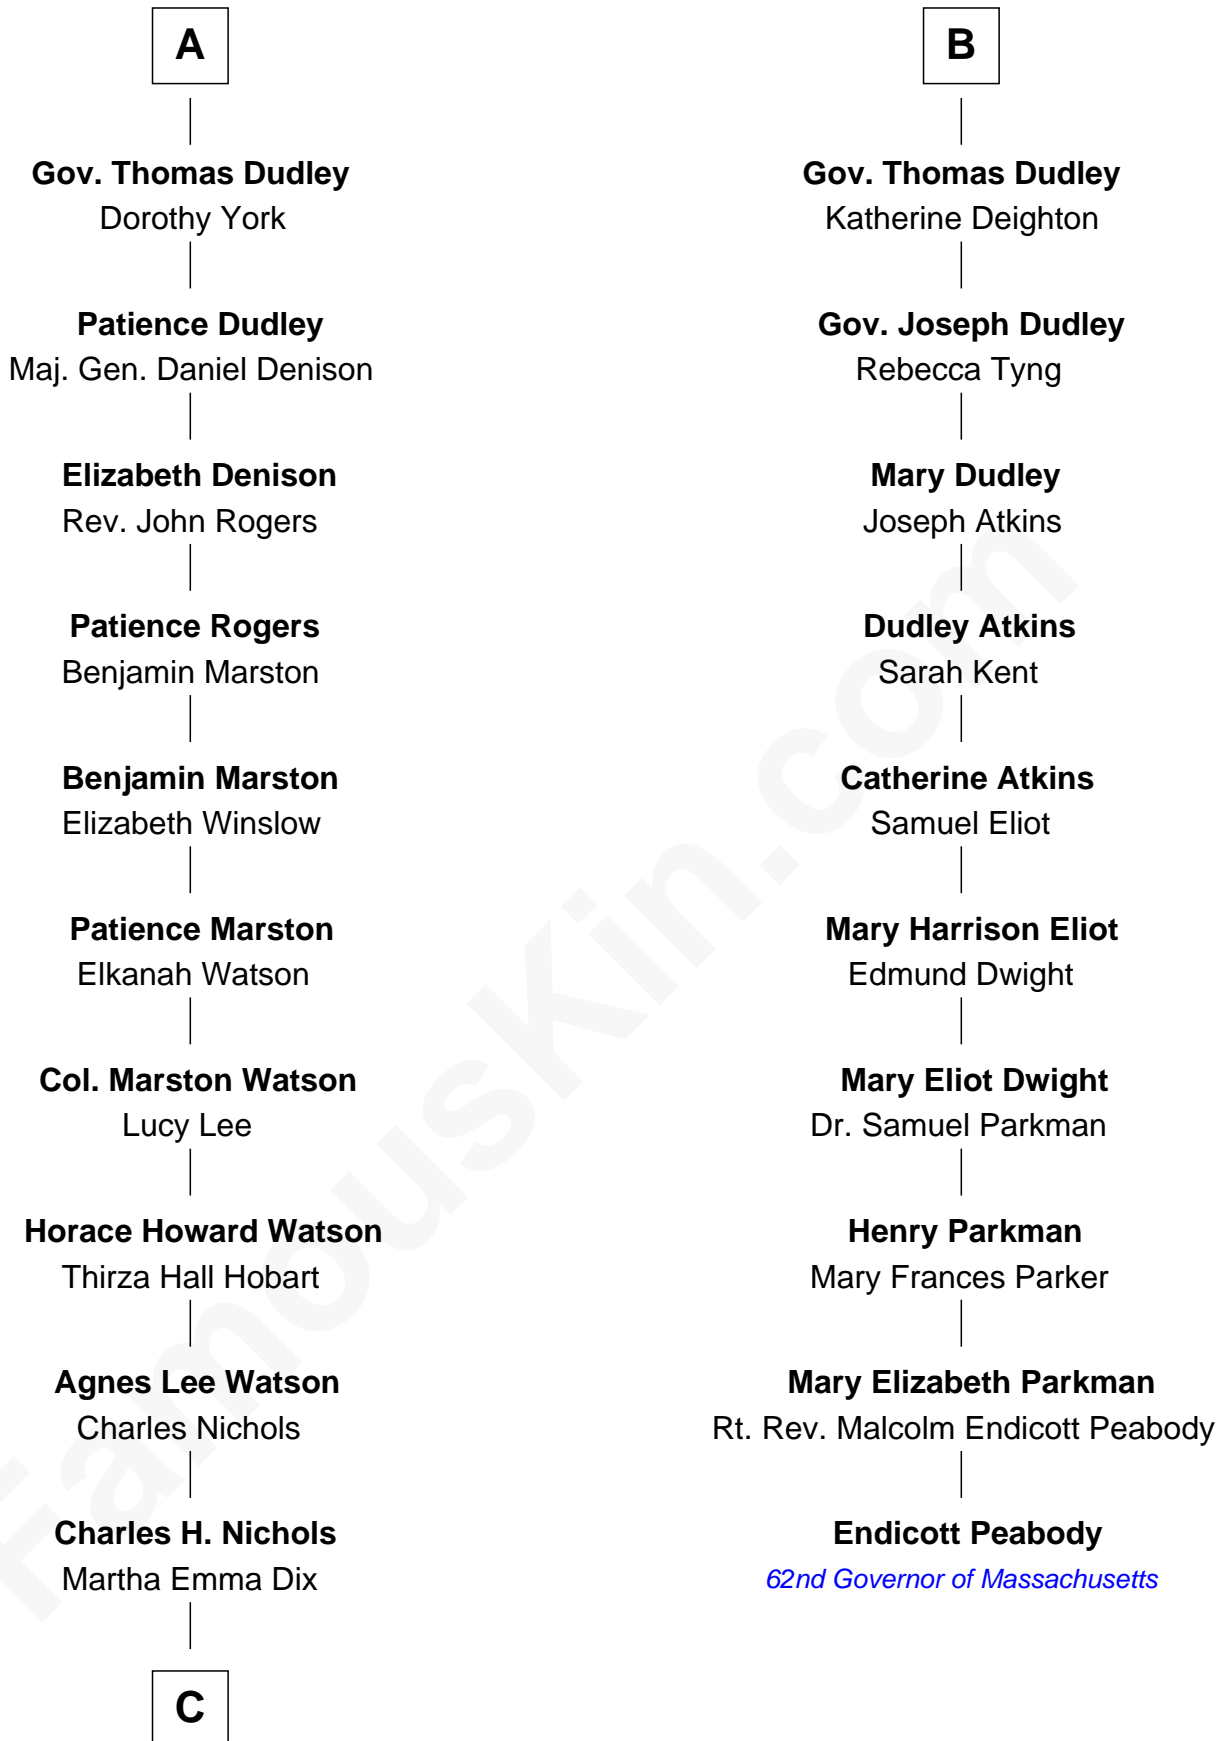 A
Gov. Thomas Dudley
Dorothy York
Patience Dudley
Maj. Gen. Daniel Denison
Elizabeth Denison
Rev. John Rogers
Patience Rogers
Benjamin Marston
Benjamin Marston
Elizabeth Winslow
Patience Marston
Elkanah Watson
Col. Marston Watson
Lucy Lee
Horace Howard Watson
Thirza Hall Hobart
Agnes Lee Watson
Charles Nichols
Charles H. Nichols
Martha Emma Dix
C
B
Gov. Thomas Dudley
Katherine Deighton
Gov. Joseph Dudley
Rebecca Tyng
Mary Dudley
Joseph Atkins
Dudley Atkins
Sarah Kent
Catherine Atkins
Samuel Eliot
Mary Harrison Eliot
Edmund Dwight
Mary Eliot Dwight
Dr. Samuel Parkman
Henry Parkman
Mary Frances Parker
Mary Elizabeth Parkman
Rt. Rev. Malcolm Endicott Peabody
Endicott Peabody
62nd Governor of Massachusetts
FamousKin.com